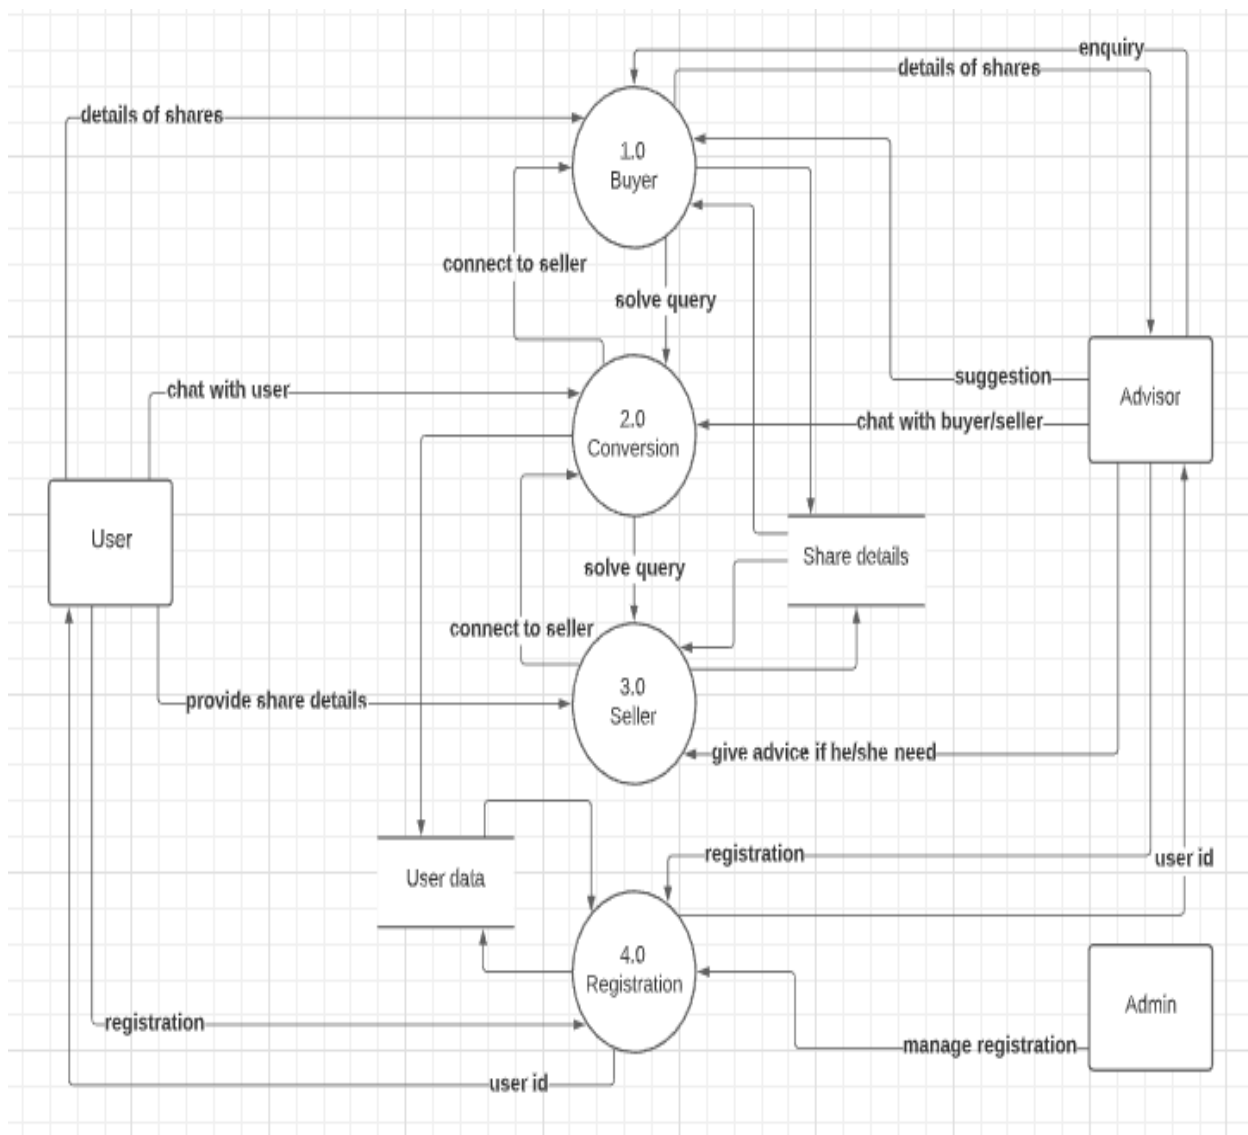 enquiry
details of shares
details of shares
1.0
Buyer
connect to seller
solve query
suggestion
chat with user
Advisor
2.0
Conversion
chat with buyer/seller
User
Share details
solve query
connect to seller
3.0
Seller
provide share details
give advice if he/she need
registration
user id
User data
4.0
Registration
Admin
registration
manage registration
user id